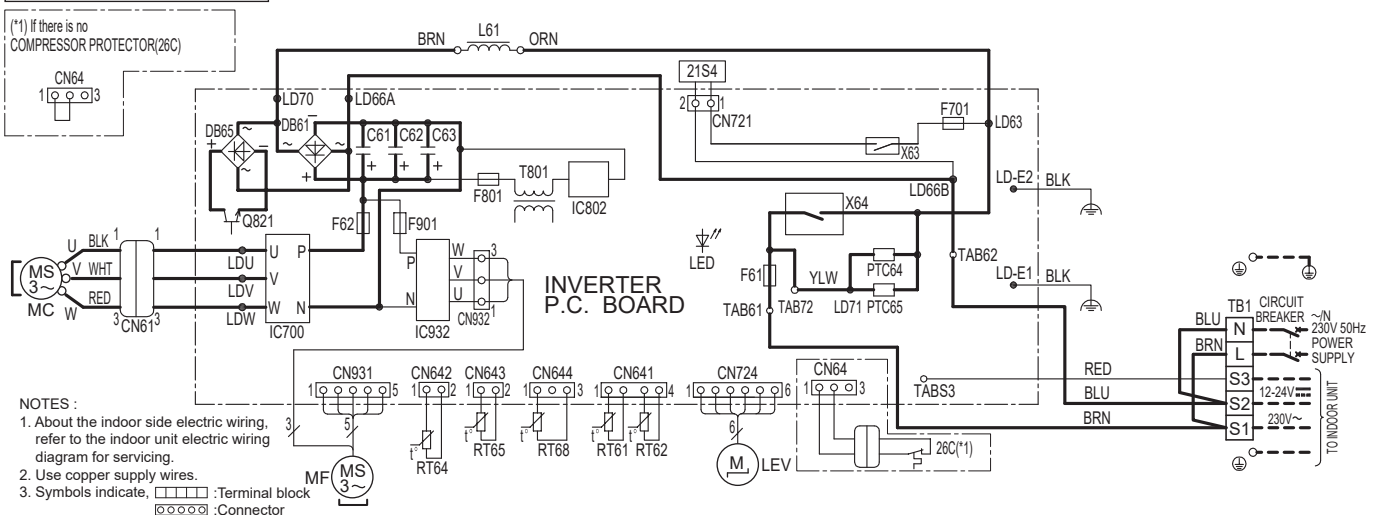 (*1) If there is no
COMPRESSOR PROTECTOR(26C)
CN64
1 3
BRN L61 ORN
21S4
LD70 LD66A
2 1
CN721
F701
LD63
DB65 ~ DB61 −
+ − ~ ~
~ +
C61 C62 C63
+ + +
X63
T801
F801
IC802
LD66B
LD-E2 BLK
Q821
F62 F901
X64
LED
U BLK 1 1
MS
3~
V WHT
RED
W
MC
3 3
CN61
LDU
LDV
LDW
U P
V
W N
IC700
P W
V
N U
IC932
3
1
CN932
INVERTER
P.C. BOARD
F61
YLW
PTC64
PTC65
LD71
TAB61 TAB72
TAB62
LD-E1 BLK
TB1
CIRCUIT
BREAKER
~/N
230V 50Hz
POWER
SUPPLY
BLU N
BRN L
RED S3
12-24V
BLU S2
230V~
BRN S1
TO INDOOR UNIT
TABS3
CN931
1 5
CN642
1 2
CN643
1 2
CN644
1 3
CN641
1 4
CN724
1 6
CN64
1 3
3 5 6
t° t° t° t° t°
RT64 RT65 RT68 RT61 RT62
MS
3~
MF
M
LEV
26C(*1)
NOTES :
1. About the indoor side electric wiring,
refer to the indoor unit electric wiring
diagram for servicing.
2. Use copper supply wires.
3. Symbols indicate, :Terminal block
:Connector